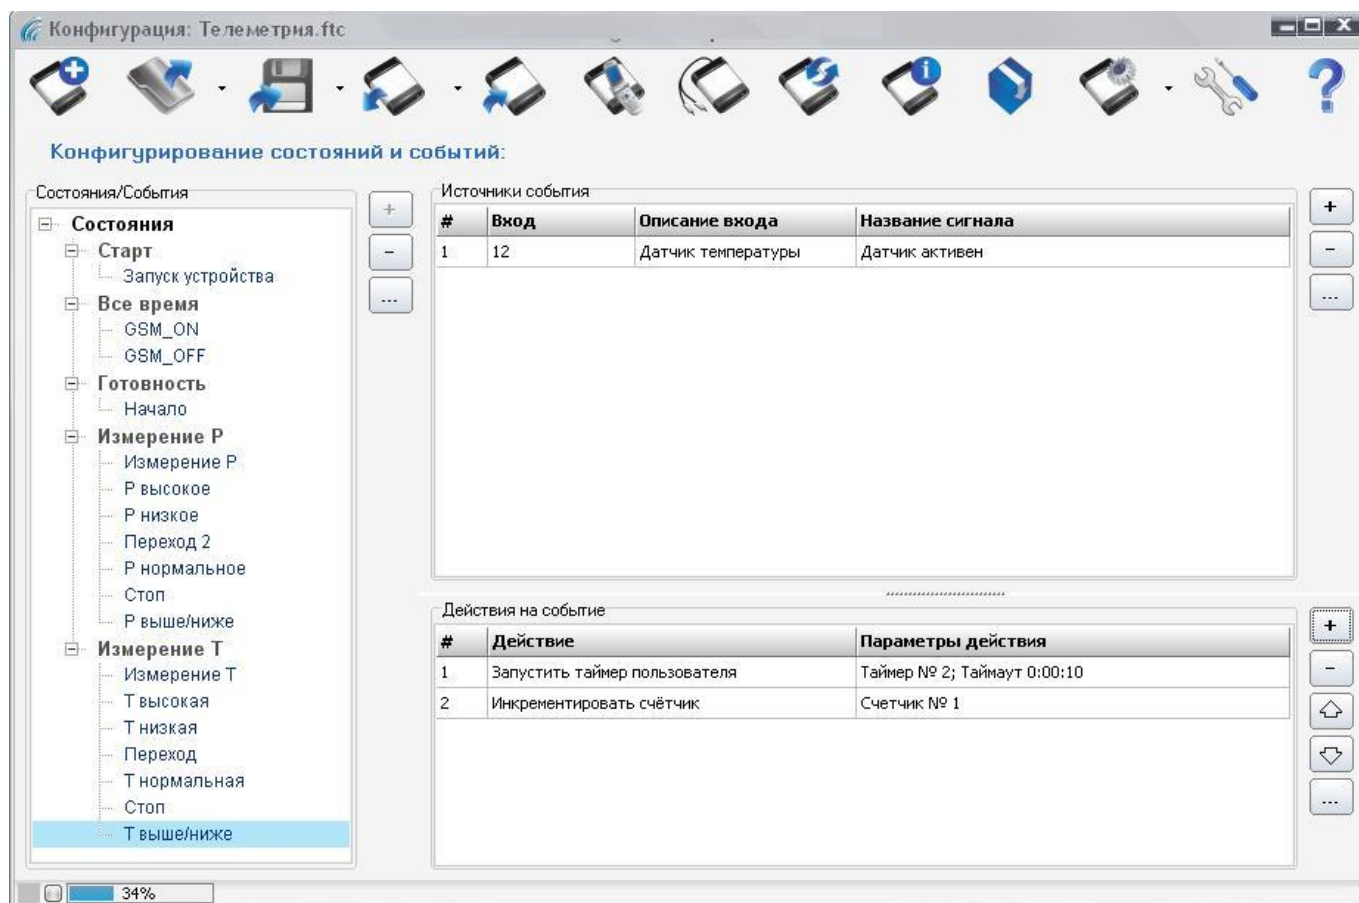 Конфигурация: Телеметрия.ftc
Конфигурирование состояний и событий:
Состояния/События
Состояния
Старт
Запуск устройства
Все время
GSM_ON
GSM_OFF
Готовность
Начало
Измерение Р
Измерение Р
Р высокое
Р низкое
Переход 2
Р нормальное
Стоп
Р выше/ниже
Измерение Т
Измерение Т
Т высокая
Т низкая
Переход
Т нормальная
Стоп
Т выше/ниже
+
-
...
Источники события
# Вход Описание входа Название сигнала
1 12 Датчик температуры Датчик активен
+
-
...
Действия на событие
# Действие Параметры действия
1 Запустить таймер пользователя Таймер № 2; Таймаут 0:00:10
2 Инкрементировать счётчик Счетчик № 1
+
-
...
34%